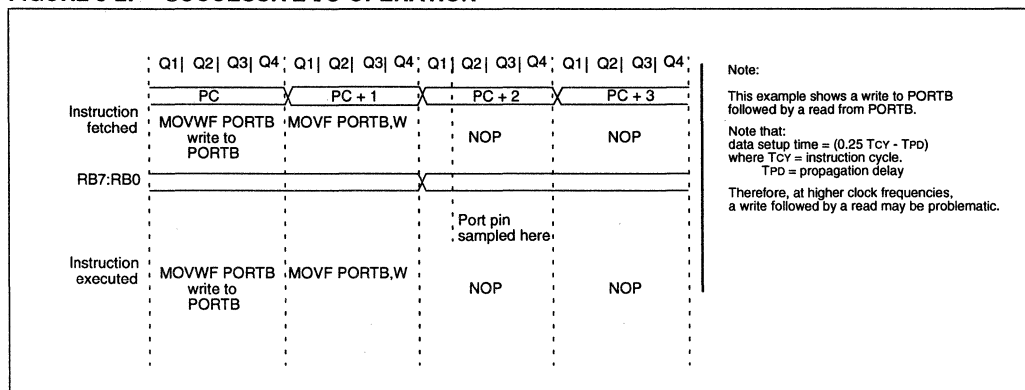 FIGURE 5-2: SUCCESSIVE I/O OPERATION
Q1| Q2| Q3| Q4 Q1| Q2| Q3| Q4 Q1| Q2| Q3| Q4 Q1| Q2| Q3| Q4
PC PC + 1 PC + 2 PC + 3
Instruction
fetched
MOVWF PORTB
write to
PORTB
MOVF PORTB,W
NOP
NOP
RB7:RB0
Port pin
sampled here
Instruction
executed
MOVWF PORTB
write to
PORTB
MOVF PORTB,W
NOP
NOP
Note:
This example shows a write to PORTB
followed by a read from PORTB.
Note that:
data setup time = (0.25 TCY - TPD)
where TCY = instruction cycle.
TPD = propagation delay
Therefore, at higher clock frequencies,
a write followed by a read may be problematic.